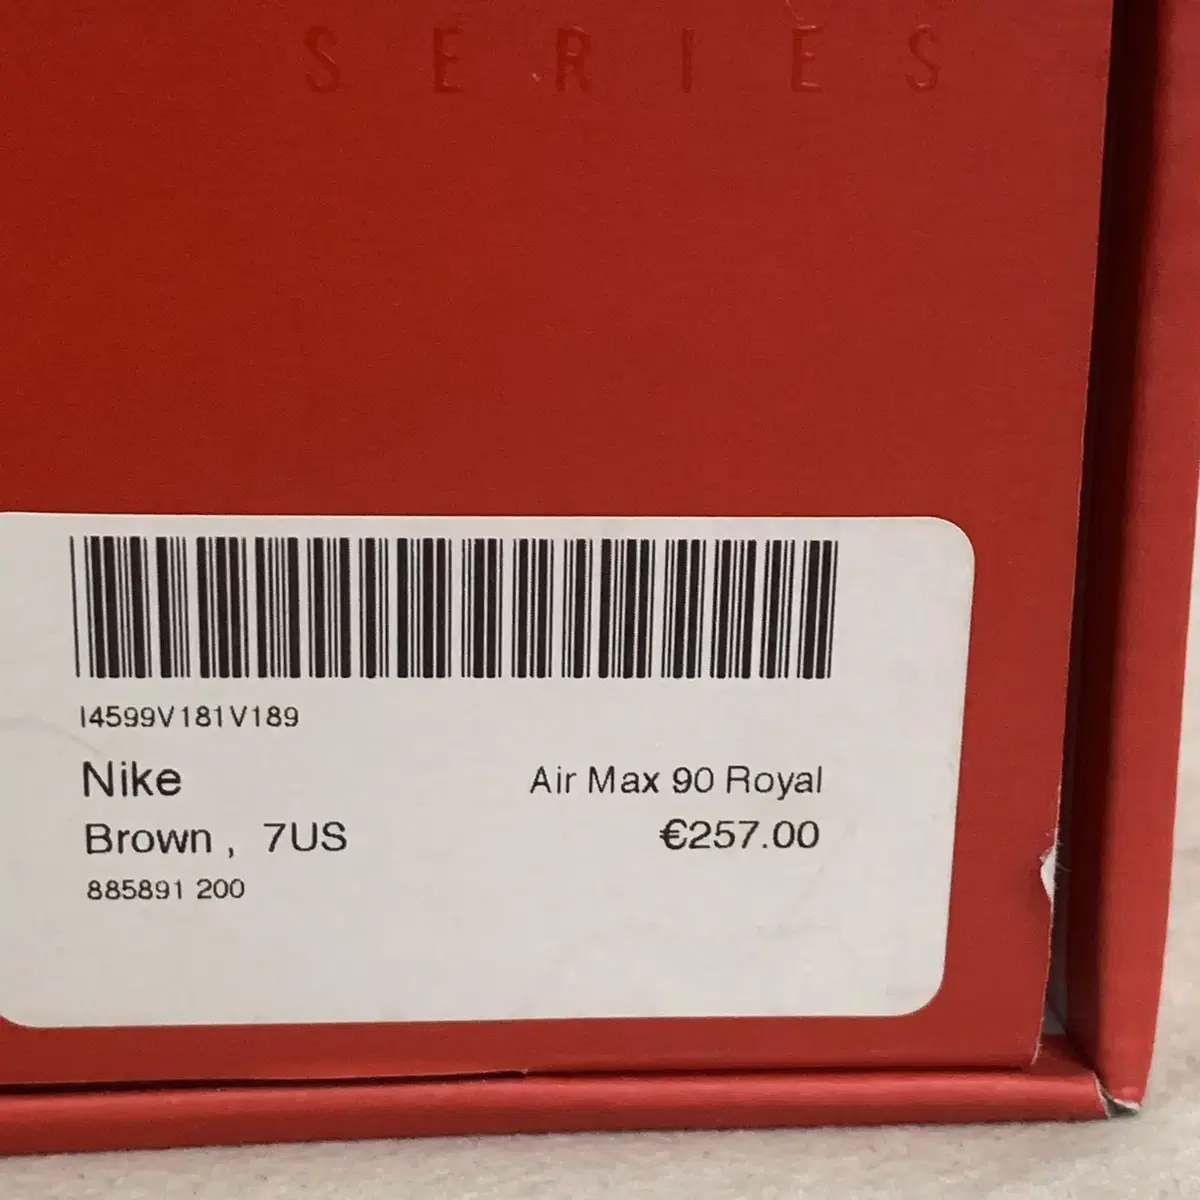 SERIES
I4599V181V189
Nike Air Max 90 Royal
Brown , 7US €257.00
885891 200